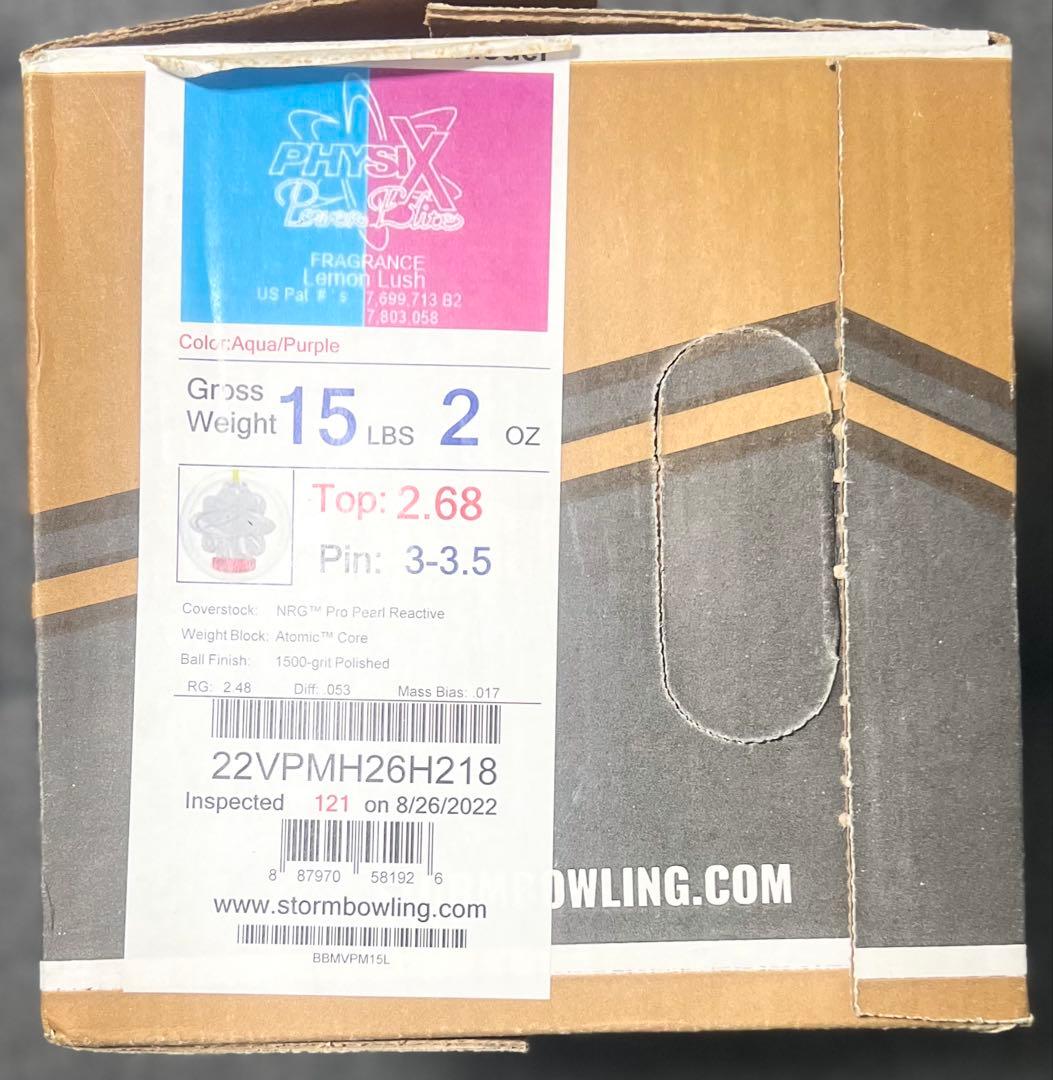 PHYSIX
Power Elite
FRAGRANCE
Lemon Lush
US Pat # ' s 7,699,713 B2
7,803,058
Color:Aqua/Purple
Gross Weight 15 LBS 2 OZ
Top: 2.68
Pin: 3-3.5
Coverstock: NRG™ Pro Pearl Reactive
Weight Block: Atomic™ Core
Ball Finish: 1500-grit Polished
RG: 2.48 Diff: .053 Mass Bias: .017
22VPMH26H218
Inspected 121 on 8/26/2022
8 87970 58192 6
www.stormbowling.com
BBMVPM15L
STORMBOWLING.COM